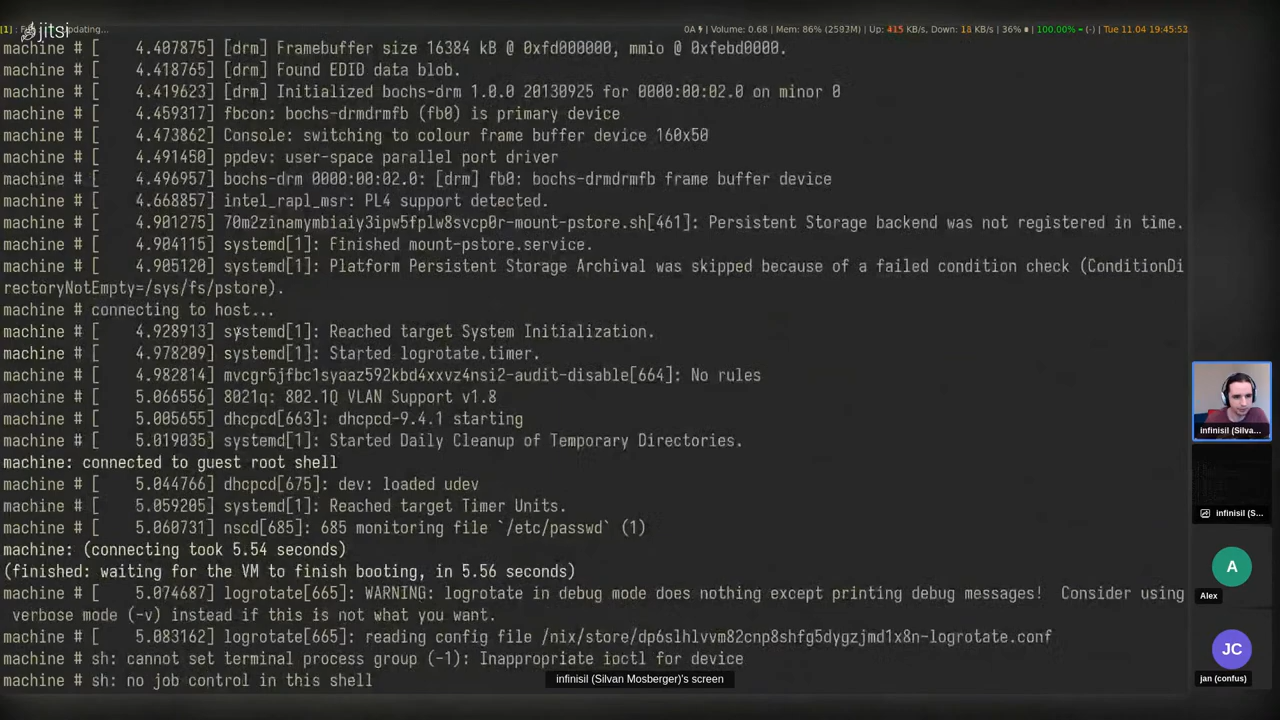 [1]: F
jitsi
pdating...
0A
Volume: 0.68 | Mem: 86% (2593M) | Up: 415 KB/s, Down: 18 KB/s | 36% | 100.00% (-) | Tue 11.04 19:45:53
machine # [    4.407875] [drm] Framebuffer size 16384 kB @ 0xfd000000, mmio @ 0xfebd0000.
machine # [    4.418765] [drm] Found EDID data blob.
machine # [    4.419623] [drm] Initialized bochs-drm 1.0.0 20130925 for 0000:00:02.0 on minor 0
machine # [    4.459317] fbcon: bochs-drmdrmfb (fb0) is primary device
machine # [    4.473862] Console: switching to colour frame buffer device 160x50
machine # [    4.491450] ppdev: user-space parallel port driver
machine # [    4.496957] bochs-drm 0000:00:02.0: [drm] fb0: bochs-drmdrmfb frame buffer device
machine # [    4.668857] intel_rapl_msr: PL4 support detected.
machine # [    4.901275] 70m2zinamymbiaiy3ipw5fplw8svcp0r-mount-pstore.sh[461]: Persistent Storage backend was not registered in time.
machine # [    4.904115] systemd[1]: Finished mount-pstore.service.
machine # [    4.905120] systemd[1]: Platform Persistent Storage Archival was skipped because of a failed condition check (ConditionDi
rectoryNotEmpty=/sys/fs/pstore).
machine # connecting to host...
machine # [    4.928913] systemd[1]: Reached target System Initialization.
machine # [    4.978209] systemd[1]: Started logrotate.timer.
machine # [    4.982814] mvcgr5jfbc1syaaz592kbd4xxvz4nsi2-audit-disable[664]: No rules
machine # [    5.066556] 8021q: 802.1Q VLAN Support v1.8
machine # [    5.005655] dhcpcd[663]: dhcpcd-9.4.1 starting
machine # [    5.019035] systemd[1]: Started Daily Cleanup of Temporary Directories.
machine: connected to guest root shell
machine # [    5.044766] dhcpcd[675]: dev: loaded udev
machine # [    5.059205] systemd[1]: Reached target Timer Units.
machine # [    5.060731] nscd[685]: 685 monitoring file `/etc/passwd` (1)
machine: (connecting took 5.54 seconds)
(finished: waiting for the VM to finish booting, in 5.56 seconds)
machine # [    5.074687] logrotate[665]: WARNING: logrotate in debug mode does nothing except printing debug messages!  Consider using
verbose mode (-v) instead if this is not what you want.
machine # [    5.083162] logrotate[665]: reading config file /nix/store/dp6slhlvvm82cnp8shfg5dygzjmd1x8n-logrotate.conf
machine # sh: cannot set terminal process group (-1): Inappropriate ioctl for device
machine # sh: no job control in this shell
infinisil (Silvan Mosberger)'s screen
infinisil (Silva...
infinisil (S...
A
Alex
JC
jan (confus)